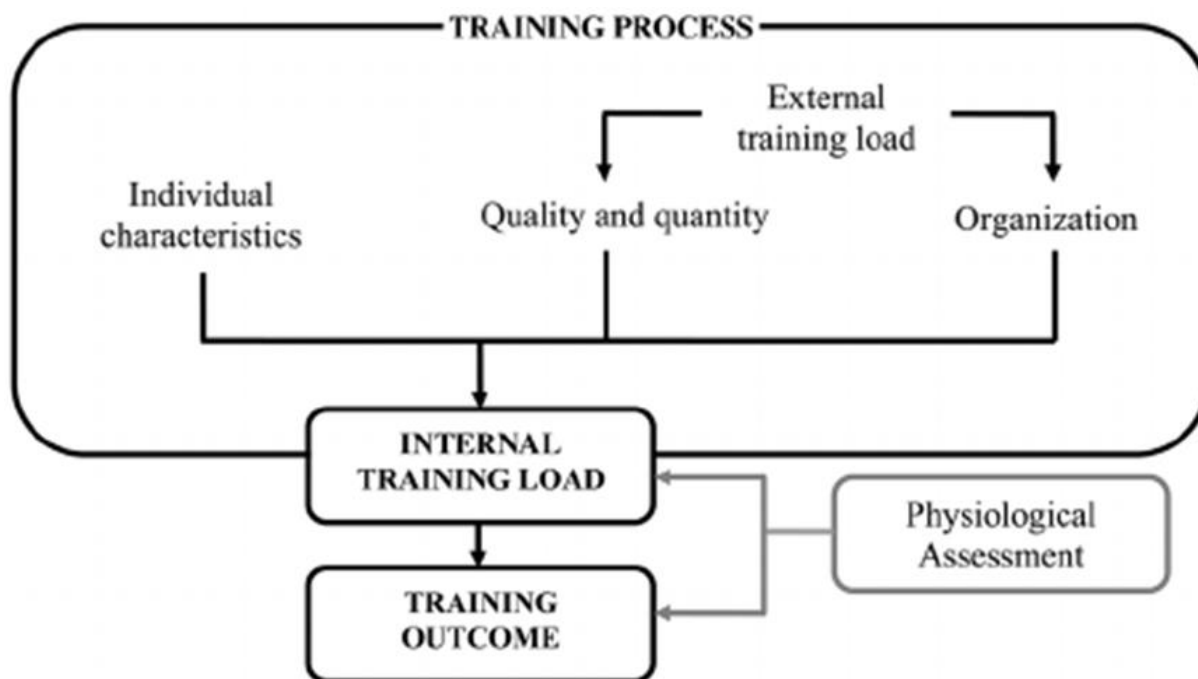 TRAINING PROCESS
External
training load
Individual
characteristics
Quality and quantity
Organization
INTERNAL
TRAINING LOAD
Physiological
Assessment
TRAINING
OUTCOME